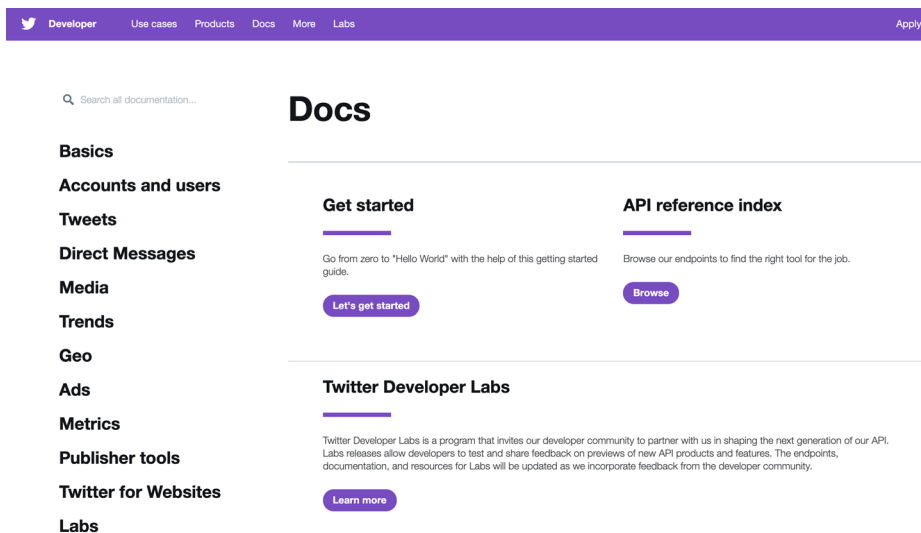 Developer Use cases Products Docs More Labs Apply
Search all documentation...
Docs
Basics
Accounts and users
Tweets
Direct Messages
Media
Trends
Geo
Ads
Metrics
Publisher tools
Twitter for Websites
Labs
Get started
Go from zero to "Hello World" with the help of this getting started
guide.
Let's get started
API reference index
Browse our endpoints to find the right tool for the job.
Browse
Twitter Developer Labs
Twitter Developer Labs is a program that invites our developer community to partner with us in shaping the next generation of our API.
Labs releases allow developers to test and share feedback on previews of new API products and features. The endpoints,
documentation, and resources for Labs will be updated as we incorporate feedback from the developer community.
Learn more